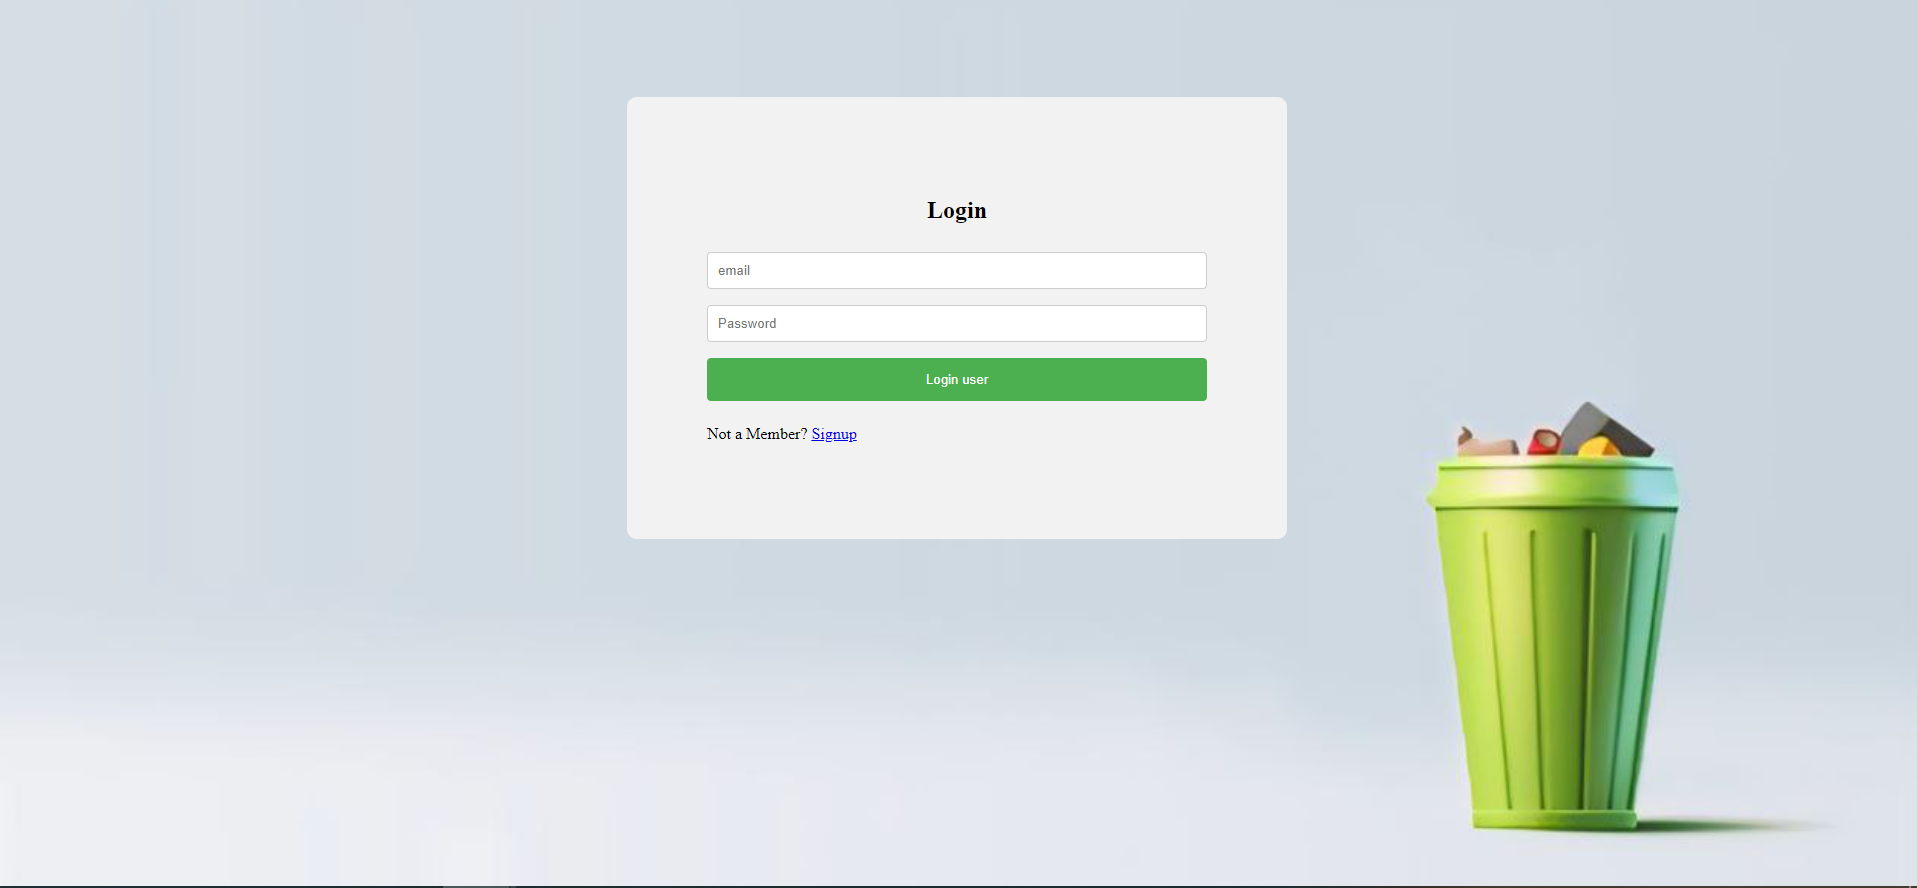 Login
email
Password
Login user
Not a Member? Signup